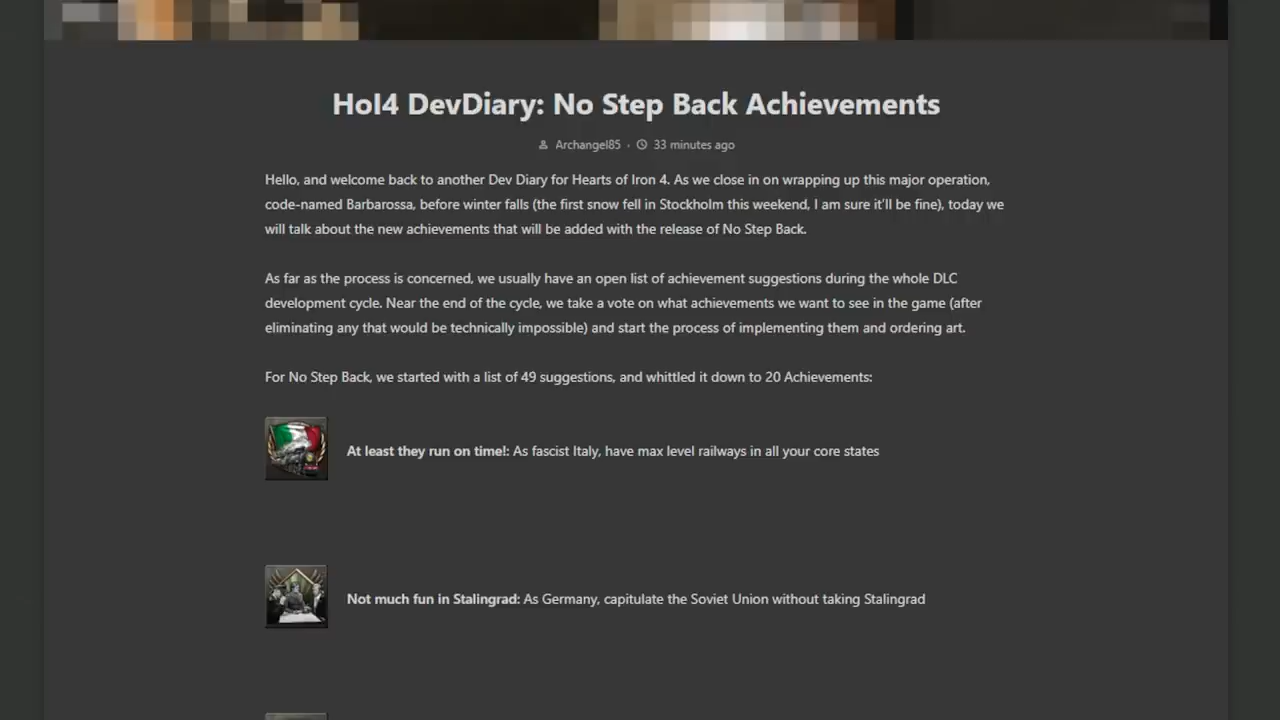 HoI4 DevDiary: No Step Back Achievements
Archangel85 · 33 minutes ago
Hello, and welcome back to another Dev Diary for Hearts of Iron 4. As we close in on wrapping up this major operation,
code-named Barbarossa, before winter falls (the first snow fell in Stockholm this weekend, I am sure it'll be fine), today we
will talk about the new achievements that will be added with the release of No Step Back.
As far as the process is concerned, we usually have an open list of achievement suggestions during the whole DLC
development cycle. Near the end of the cycle, we take a vote on what achievements we want to see in the game (after
eliminating any that would be technically impossible) and start the process of implementing them and ordering art.
For No Step Back, we started with a list of 49 suggestions, and whittled it down to 20 Achievements:
At least they run on time!: As fascist Italy, have max level railways in all your core states
Not much fun in Stalingrad: As Germany, capitulate the Soviet Union without taking Stalingrad